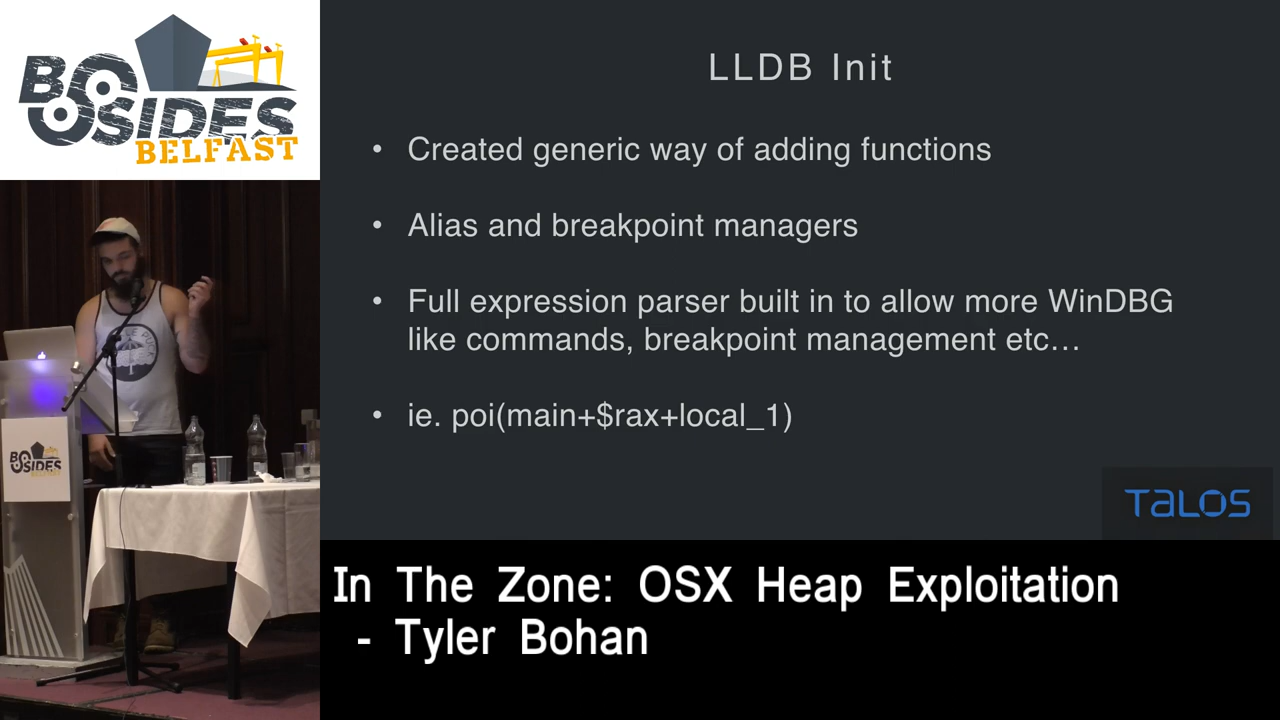 BSIDES
BELFAST
LLDB Init
• Created generic way of adding functions
• Alias and breakpoint managers
• Full expression parser built in to allow more WinDBG
like commands, breakpoint management etc…
• ie. poi(main+$rax+local_1)
TALOS
BSIDES
BELFAST
In The Zone: OSX Heap Exploitation
- Tyler Bohan